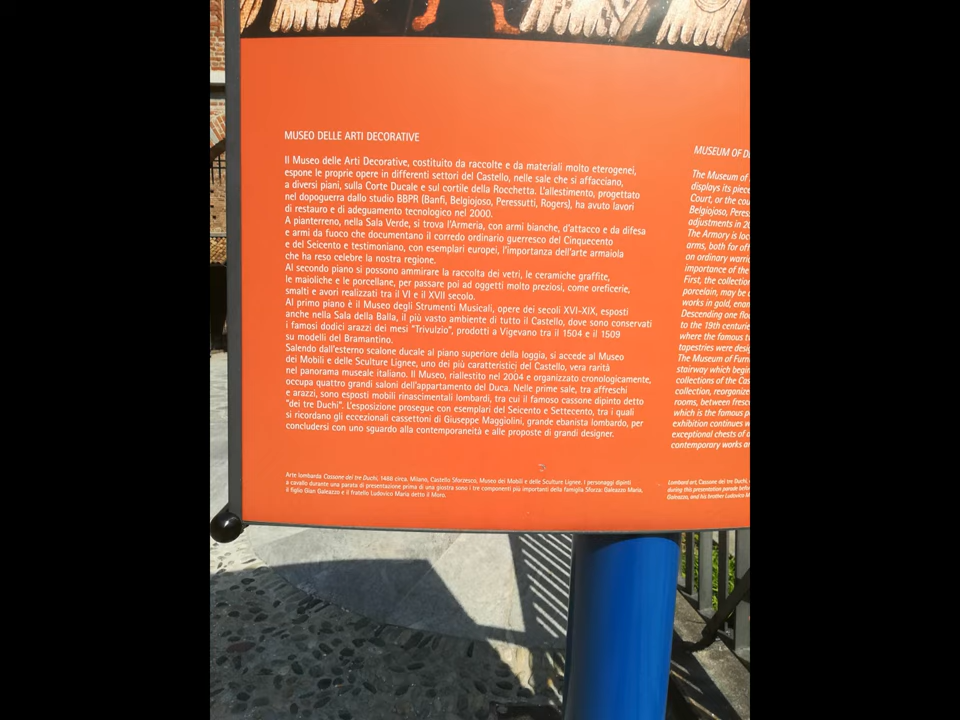 MUSEO DELLE ARTI DECORATIVE
Il Museo delle Arti Decorative, costituito da raccolte e da materiali molto eterogenei,
espone le proprie opere in differenti settori del Castello, nelle sale che si affacciano,
a diversi piani, sulla Corte Ducale e sul cortile della Rocchetta. L'allestimento, progettato
nel dopoguerra dallo studio BBPR (Banfi, Belgiojoso, Peressutti, Rogers), ha avuto lavori
di restauro e di adeguamento tecnologico nel 2000.
A pianterreno, nella Sala Verde, si trova l'Armeria, con armi bianche, d'attacco e da difesa
e armi da fuoco che documentano il corredo ordinario guerresco del Cinquecento
e del Seicento e testimoniano, con esemplari europei, l'importanza dell'arte armaiola
che ha reso celebre la nostra regione.
Al secondo piano si possono ammirare la raccolta dei vetri, le ceramiche graffite,
le maioliche e le porcellane, per passare poi ad oggetti molto preziosi, come oreficerie,
smalti e avori realizzati tra il VI e il XVII secolo.
Al primo piano è il Museo degli Strumenti Musicali, opere dei secoli XVI-XIX, esposti
anche nella Sala della Balla, il più vasto ambiente di tutto il Castello, dove sono conservati
i famosi dodici arazzi dei mesi "Trivulzio", prodotti a Vigevano tra il 1504 e il 1509
su modelli del Bramantino.
Salendo dall'esterno scalone ducale al piano superiore della loggia, si accede al Museo
dei Mobili e delle Sculture Lignee, uno dei più caratteristici del Castello, vera rarità
nel panorama museale italiano. Il Museo, riallestito nel 2004 e organizzato cronologicamente,
occupa quattro grandi saloni dell'appartamento del Duca. Nelle prime sale, tra affreschi
e arazzi, sono esposti mobili rinascimentali lombardi, tra cui il famoso cassone dipinto detto
"dei tre Duchi". L'esposizione prosegue con esemplari del Seicento e Settecento, tra i quali
si ricordano gli eccezionali cassettoni di Giuseppe Maggiolini, grande ebanista lombardo, per
concludersi con uno sguardo alla contemporaneità e alle proposte di grandi designer.
Arte lombarda Cassone dei tre Duchi, 1488 circa. Milano, Castello Sforzesco, Museo dei Mobili e delle Sculture Lignee. I personaggi dipinti
a cavallo durante una parata di presentazione prima di una giostra sono i tre componenti più importanti della famiglia Sforza: Galeazzo Maria,
il figlio Gian Galeazzo e il fratello Ludovico Maria detto il Moro.
MUSEUM OF
The Museum of
displays its
Court, or the
Belgiojoso,
adjustments in
The Armory is
arms, both for
an ordinary
importance of the
First, the
porcelain, may be
works in gold,
Descending one
to the 19th
where the famous
tapestries were
The Museum of
stairway which
collections of the
collection,
rooms, between
which is the famous
exhibition continues
exceptional chests of
contemporary works
Lombard art, Cassone dei tre Duchi,
during this presentation parade
Galeazzo, and his brother Ludovico